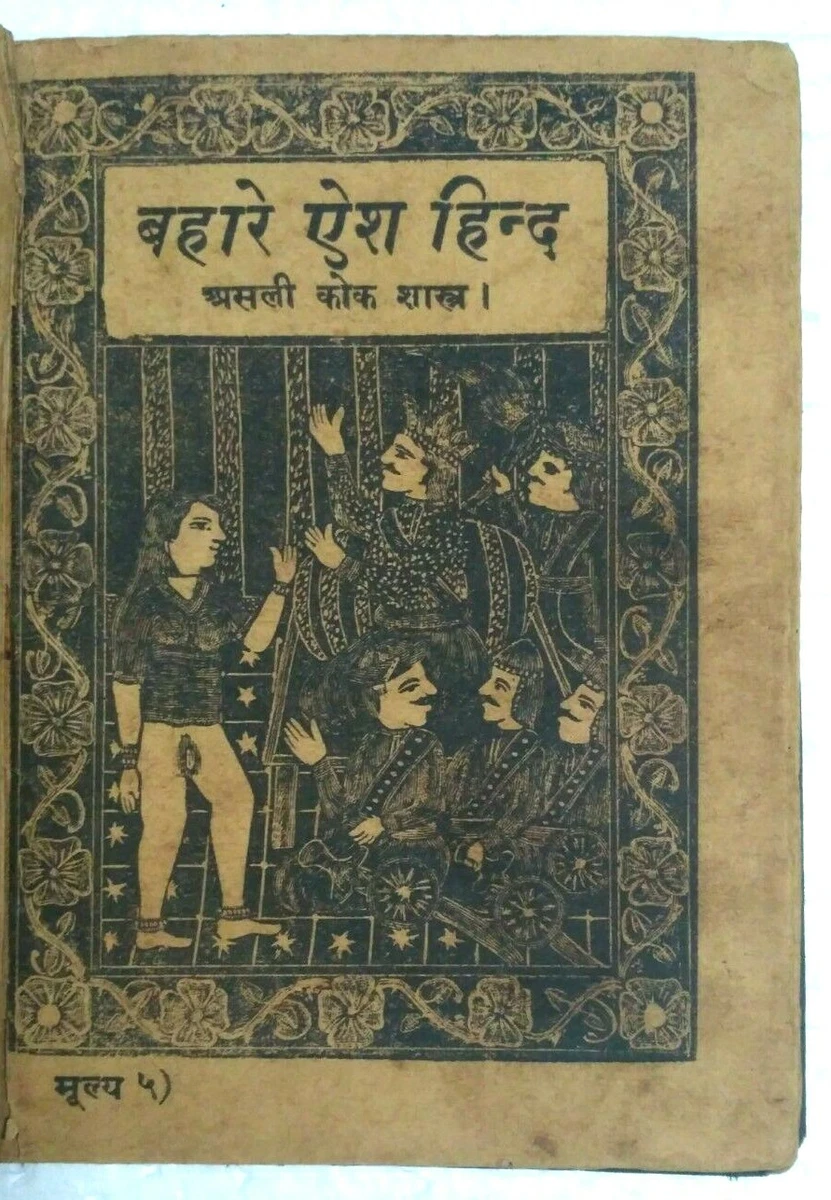 बहारे ऐश हिन्द
असली कोक शास्त्र ।
मूल्य ५)